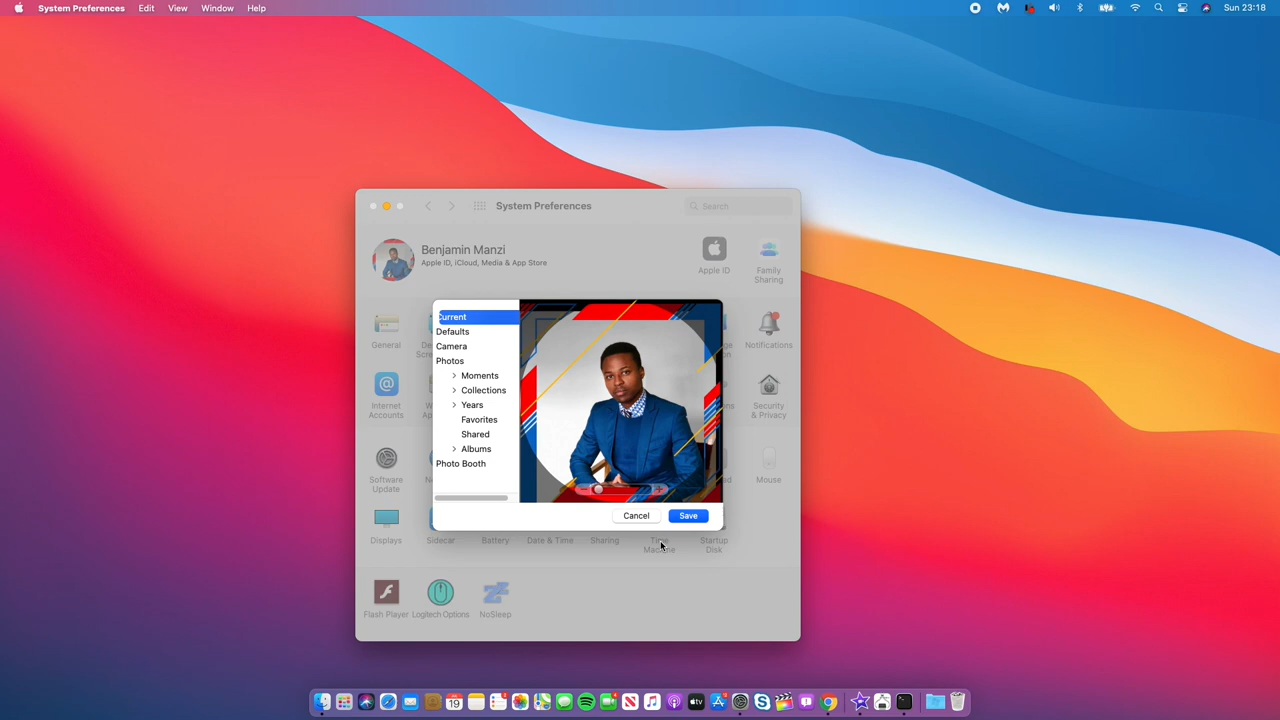 System Preferences Edit View Window Help Sun 23:18
System Preferences
Search
Benjamin Manzi
Apple ID, iCloud, Media & App Store
Apple ID
Family
Sharing
Current
Defaults
Camera
Photos
Moments
Collections
Years
Favorites
Shared
Albums
Photo Booth
Cancel Save
General
Notifications
Internet
Accounts
Security
& Privacy
Software
Update
Mouse
Displays Sidecar Battery Date & Time Sharing Time
Machine Startup
Disk
Flash Player Logitech Options NoSleep
19